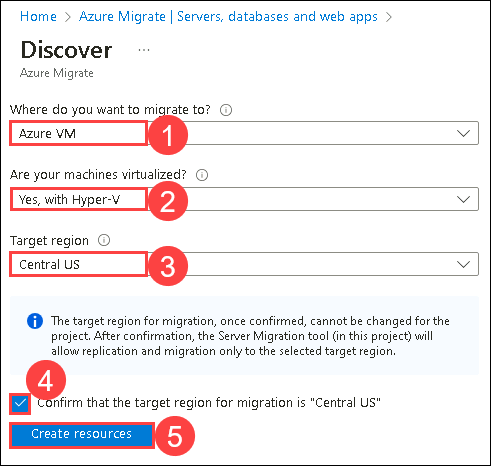 Home > Azure Migrate | Servers, databases and web apps >
Discover ...
Azure Migrate
Where do you want to migrate to?
Azure VM
1
Are your machines virtualized?
Yes, with Hyper-V
2
Target region
Central US
3
The target region for migration, once confirmed, cannot be changed for the
project. After confirmation, the Server Migration tool (in this project) will
allow replication and migration only to the selected target region.
4
Confirm that the target region for migration is "Central US"
Create resources
5